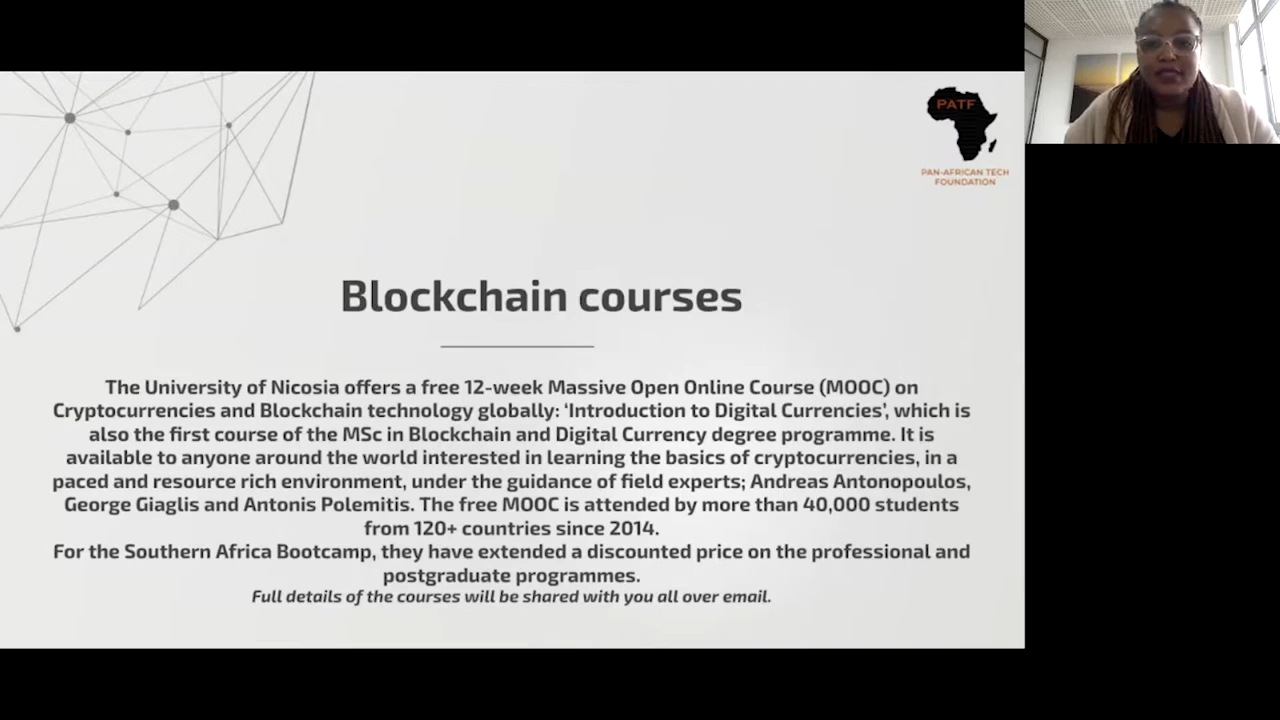 PATF
PAN-AFRICAN TECH
FOUNDATION
Blockchain courses
The University of Nicosia offers a free 12-week Massive Open Online Course (MOOC) on
Cryptocurrencies and Blockchain technology globally: ‘Introduction to Digital Currencies’, which is
also the first course of the MSc in Blockchain and Digital Currency degree programme. It is
available to anyone around the world interested in learning the basics of cryptocurrencies, in a
paced and resource rich environment, under the guidance of field experts; Andreas Antonopoulos,
George Giaglis and Antonis Polemitis. The free MOOC is attended by more than 40,000 students
from 120+ countries since 2014.
For the Southern Africa Bootcamp, they have extended a discounted price on the professional and
postgraduate programmes.
Full details of the courses will be shared with you all over email.